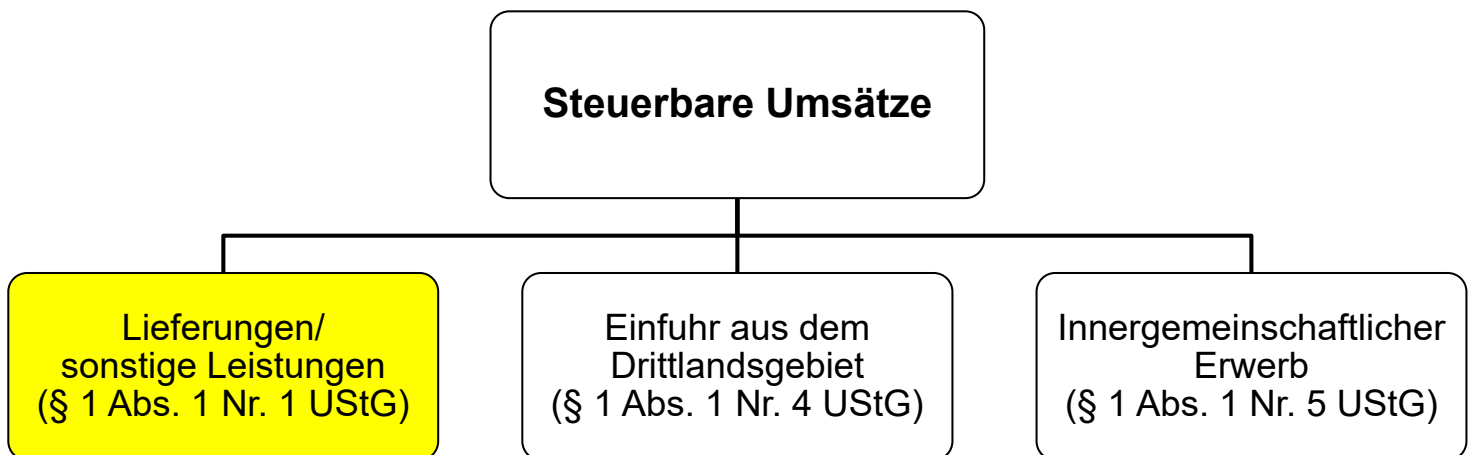 Steuerbare Umsätze
Lieferungen/
sonstige Leistungen
(§ 1 Abs. 1 Nr. 1 UStG)
Einfuhr aus dem
Drittlandsgebiet
(§ 1 Abs. 1 Nr. 4 UStG)
Innergemeinschaftlicher
Erwerb
(§ 1 Abs. 1 Nr. 5 UStG)